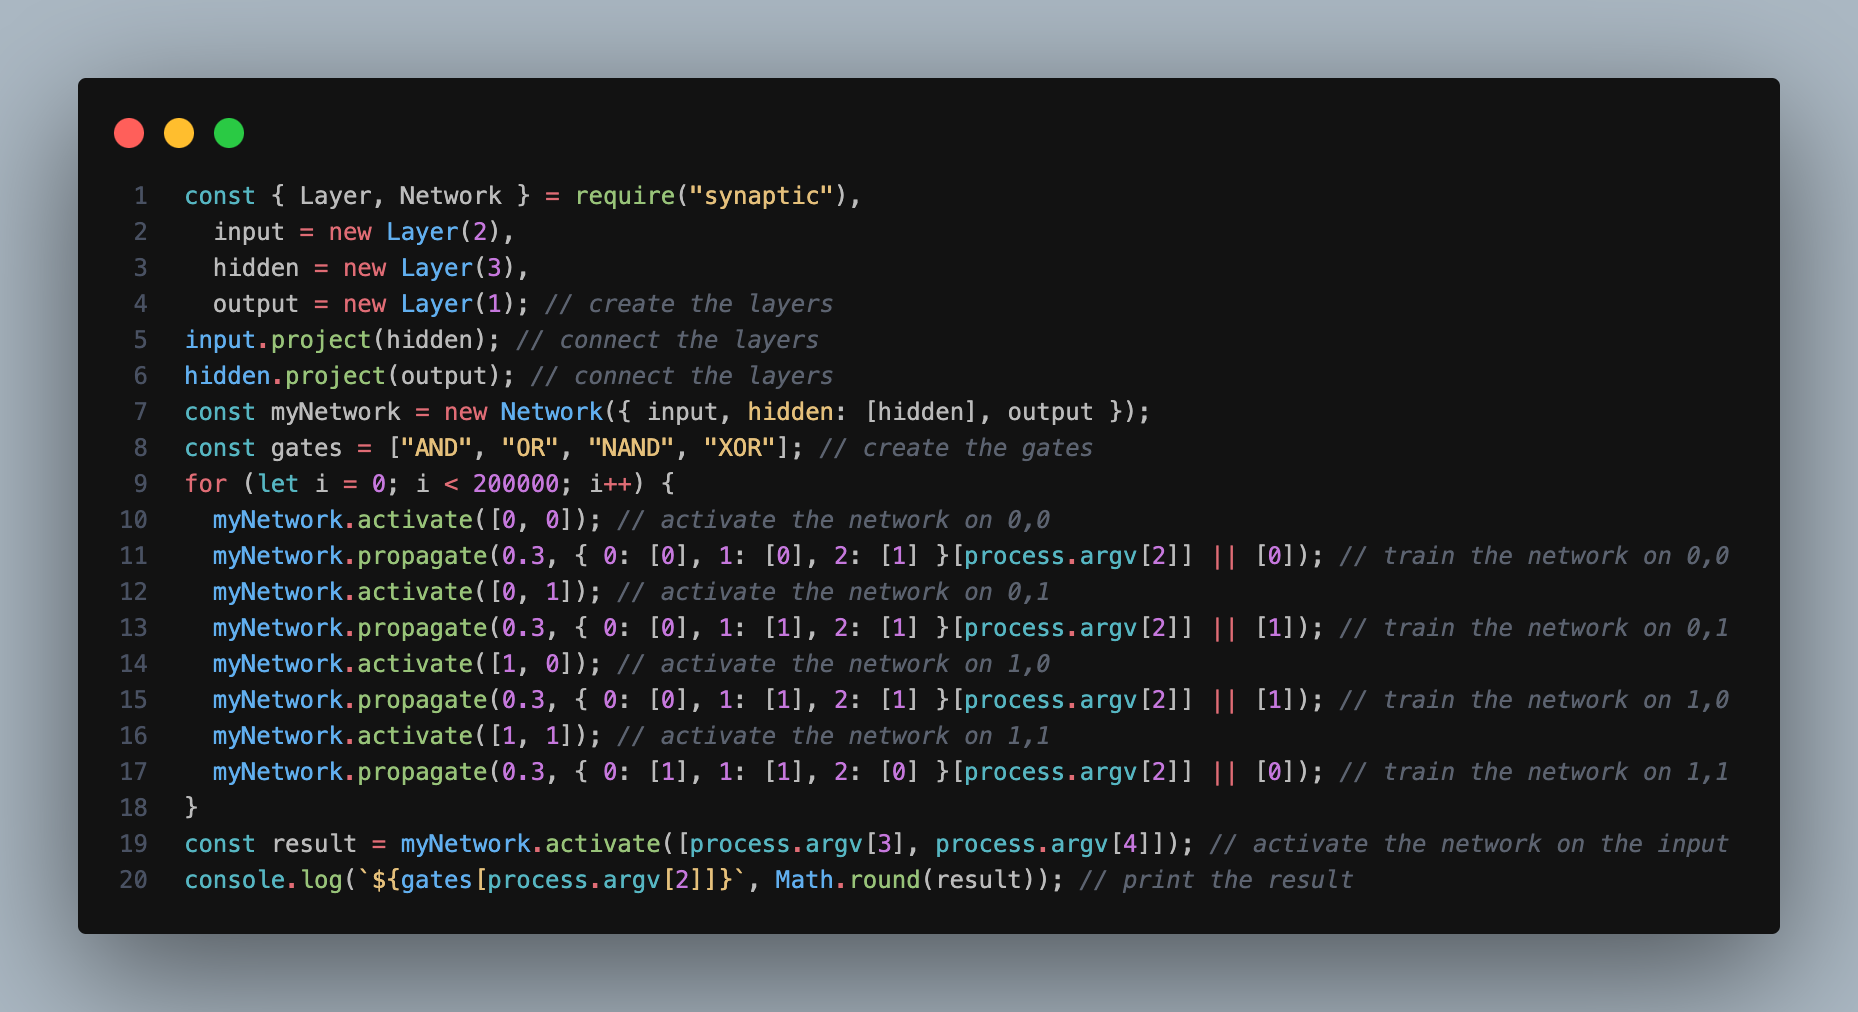 1 const { Layer, Network } = require("synaptic"),
2   input = new Layer(2),
3   hidden = new Layer(3),
4   output = new Layer(1); // create the layers
5 input.project(hidden); // connect the layers
6 hidden.project(output); // connect the layers
7 const myNetwork = new Network({ input, hidden: [hidden], output });
8 const gates = ["AND", "OR", "NAND", "XOR"]; // create the gates
9 for (let i = 0; i < 200000; i++) {
10   myNetwork.activate([0, 0]); // activate the network on 0,0
11   myNetwork.propagate(0.3, { 0: [0], 1: [0], 2: [1] }[process.argv[2]] || [0]); // train the network on 0,0
12   myNetwork.activate([0, 1]); // activate the network on 0,1
13   myNetwork.propagate(0.3, { 0: [0], 1: [1], 2: [1] }[process.argv[2]] || [1]); // train the network on 0,1
14   myNetwork.activate([1, 0]); // activate the network on 1,0
15   myNetwork.propagate(0.3, { 0: [0], 1: [1], 2: [1] }[process.argv[2]] || [1]); // train the network on 1,0
16   myNetwork.activate([1, 1]); // activate the network on 1,1
17   myNetwork.propagate(0.3, { 0: [1], 1: [1], 2: [0] }[process.argv[2]] || [0]); // train the network on 1,1
18 }
19 const result = myNetwork.activate([process.argv[3], process.argv[4]]); // activate the network on the input
20 console.log(`${gates[process.argv[2]]}`, Math.round(result)); // print the result